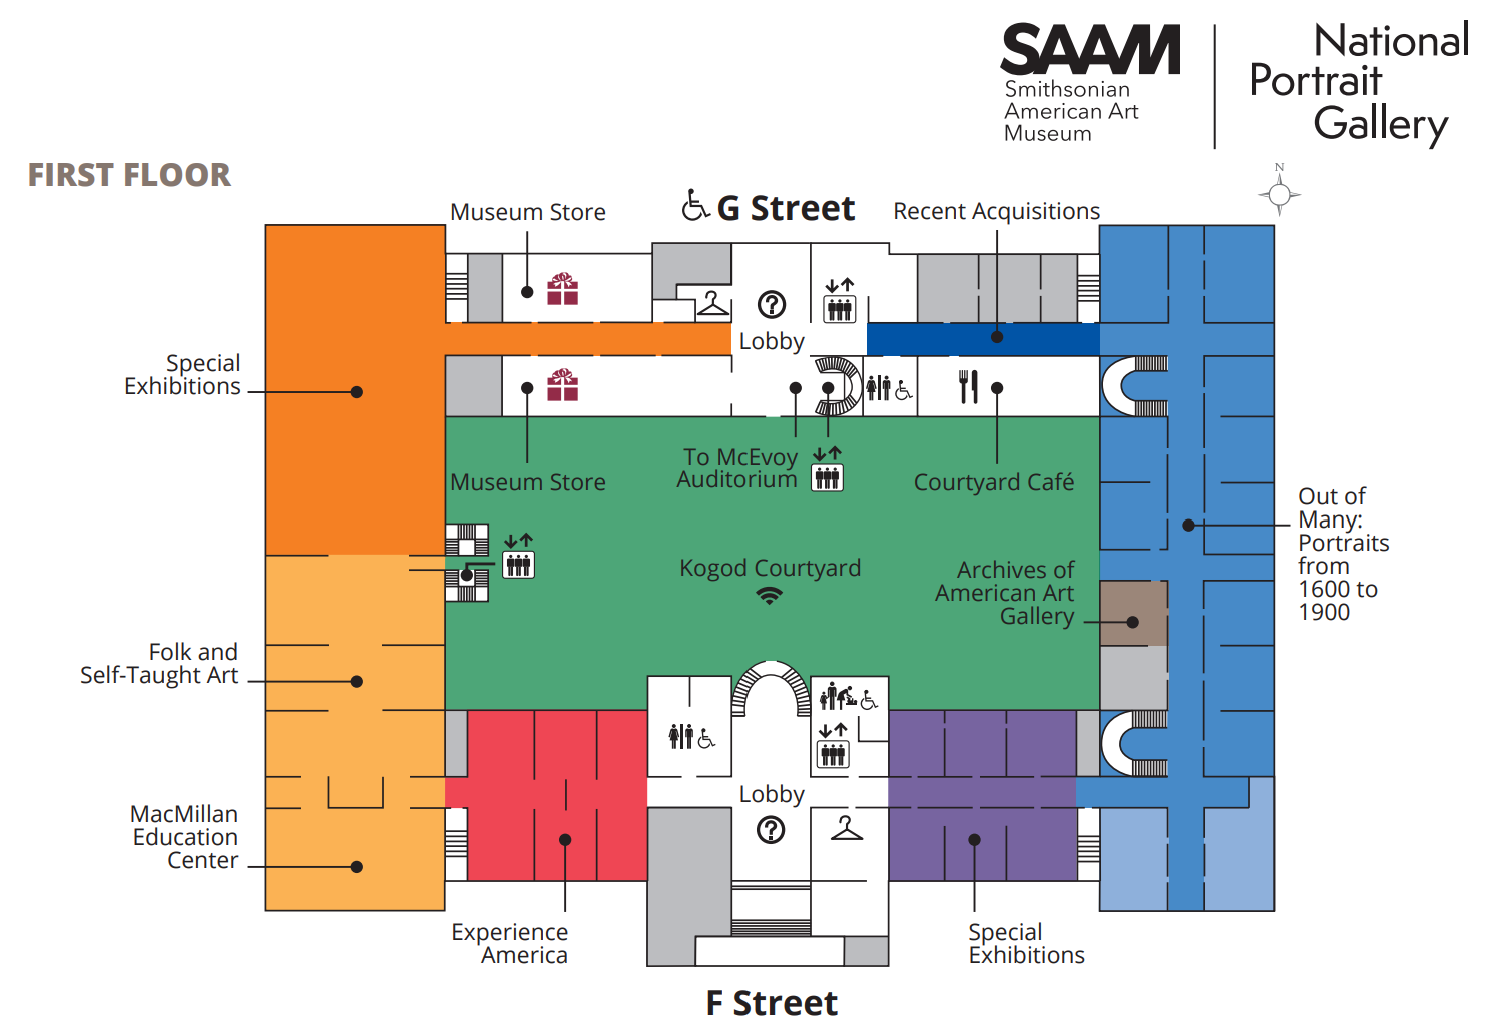 SAAM
Smithsonian
American Art
Museum
National
Portrait
Gallery
FIRST FLOOR
N
Museum Store
G Street
Recent Acquisitions
?
Lobby
Special
Exhibitions
To McEvoy
Auditorium
Museum Store
Courtyard Café
Out of
Many:
Portraits
from
1600 to
1900
Kogod Courtyard
Archives of
American Art
Gallery
Folk and
Self-Taught Art
Lobby
?
MacMillan
Education
Center
Experience
America
Special
Exhibitions
F Street